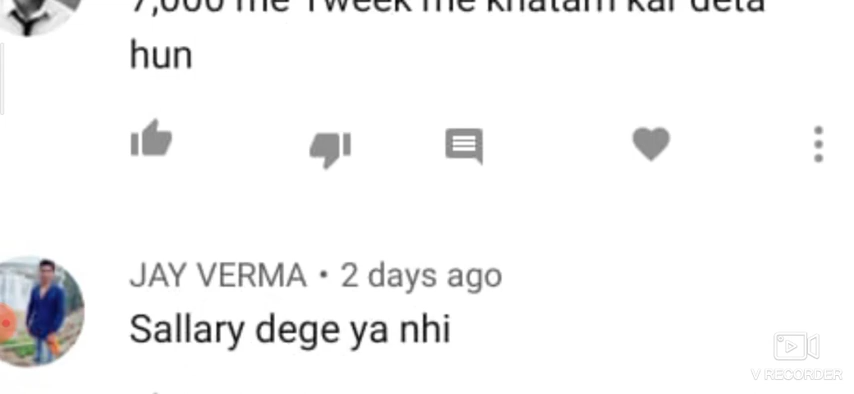 7,000 me 1week me khatam kar deta
hun
JAY VERMA • 2 days ago
Sallary dege ya nhi
V RECORDER